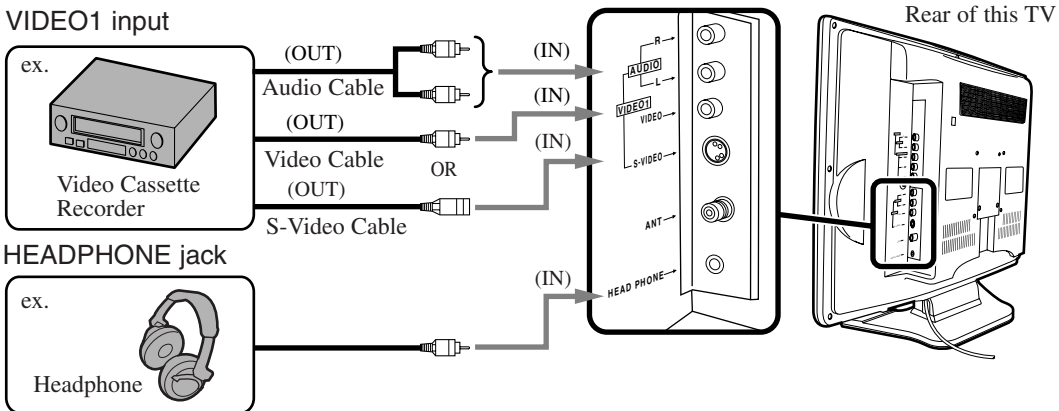 VIDEO1 input
Rear of this TV
ex.
(OUT)
(IN)
Audio Cable
(OUT)
(IN)
Video Cable
OR
(IN)
(OUT)
S-Video Cable
Video Cassette
Recorder
R
AUDIO
L
VIDEO1
VIDEO
S-VIDEO
ANT
HEAD PHONE
HEADPHONE jack
ex.
(IN)
Headphone